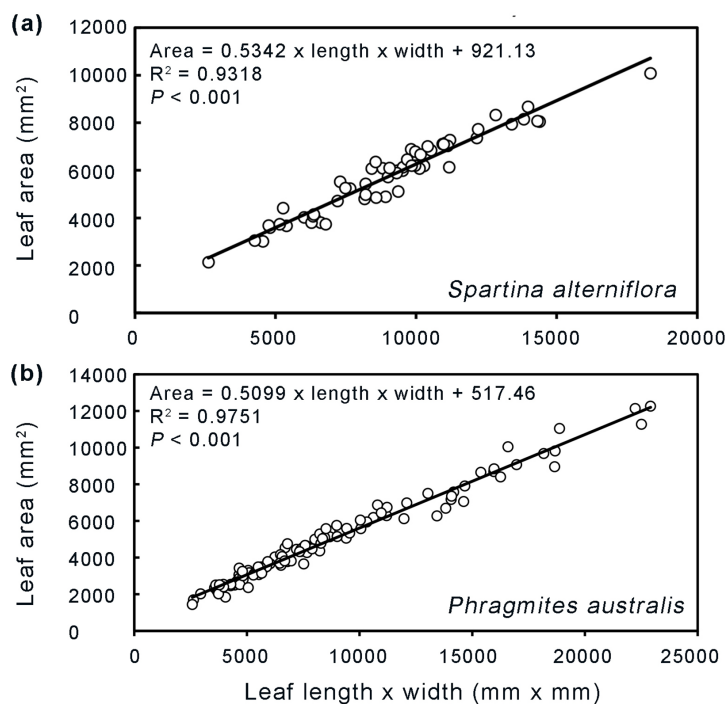 (a)
12000
10000
8000
6000
4000
2000
0
Leaf area (mm²)
Area = 0.5342 x length x width + 921.13
R² = 0.9318
P < 0.001
Spartina alterniflora
0 5000 10000 15000 20000
(b)
14000
12000
10000
8000
6000
4000
2000
0
Leaf area (mm²)
Area = 0.5099 x length x width + 517.46
R² = 0.9751
P < 0.001
Phragmites australis
0 5000 10000 15000 20000 25000
Leaf length x width (mm x mm)